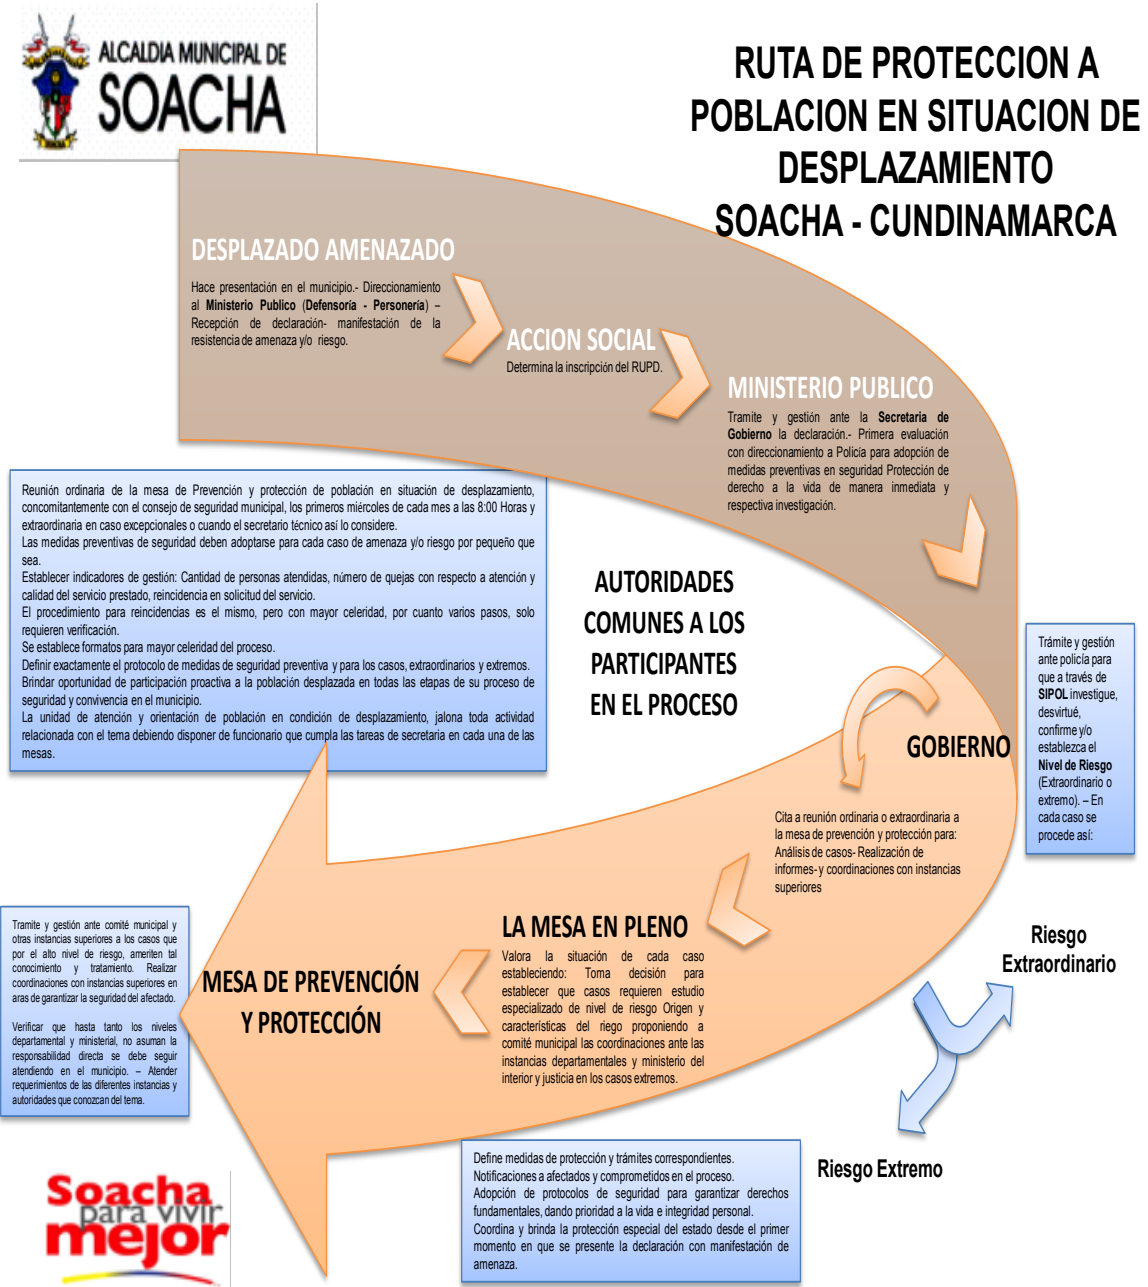 ALCALDIA MUNICIPAL DE
SOACHA
RUTA DE PROTECCION A
POBLACION EN SITUACION DE
DESPLAZAMIENTO
SOACHA - CUNDINAMARCA
DESPLAZADO AMENAZADO
Hace presentación en el municipio.- Direccionamiento
al Ministerio Publico (Defensoría - Personería) –
Recepción de declaración- manifestación de la
resistencia de amenaza y/o riesgo.
ACCION SOCIAL
Determina la inscripción del RUPD.
MINISTERIO PUBLICO
Tramite y gestión ante la Secretaria de
Gobierno la declaración.- Primera evaluación
con direccionamiento a Policía para adopción de
medidas preventivas en seguridad Protección de
derecho a la vida de manera inmediata y
respectiva investigación.
Reunión ordinaria de la mesa de Prevención y protección de población en situación de desplazamiento,
concomitantemente con el consejo de seguridad municipal, los primeros miércoles de cada mes a las 8:00 Horas y
extraordinaria en caso excepcionales o cuando el secretario técnico así lo considere.
Las medidas preventivas de seguridad deben adoptarse para cada caso de amenaza y/o riesgo por pequeño que
sea.
Establecer indicadores de gestión: Cantidad de personas atendidas, número de quejas con respecto a atención y
calidad del servicio prestado, reincidencia en solicitud del servicio.
El procedimiento para reincidencias es el mismo, pero con mayor celeridad, por cuanto varios pasos, solo
requieren verificación.
Se establece formatos para mayor celeridad del proceso.
Definir exactamente el protocolo de medidas de seguridad preventiva y para los casos, extraordinarios y extremos.
Brindar oportunidad de participación proactiva a la población desplazada en todas las etapas de su proceso de
seguridad y convivencia en el municipio.
La unidad de atención y orientación de población en condición de desplazamiento, jalona toda actividad
relacionada con el tema debiendo disponer de funcionario que cumpla las tareas de secretaria en cada una de las
mesas.
AUTORIDADES
COMUNES A LOS
PARTICIPANTES
EN EL PROCESO
Trámite y gestión
ante policía para
que a través de
SIPOL investigue,
desvirtué,
confirme y/o
establezca el
Nivel de Riesgo
(Extraordinario o
extremo). – En
cada caso se
procede así:
GOBIERNO
Cita a reunión ordinaria o extraordinaria a
la mesa de prevención y protección para:
Análisis de casos- Realización de
informes- y coordinaciones con instancias
superiores
Riesgo
Extraordinario
Riesgo Extremo
LA MESA EN PLENO
Valora la situación de cada caso
estableciendo: Toma decisión para
establecer que casos requieren estudio
especializado de nivel de riesgo Origen y
características del riego proponiendo a
comité municipal las coordinaciones ante las
instancias departamentales y ministerio del
interior y justicia en los casos extremos.
MESA DE PREVENCIÓN
Y PROTECCIÓN
Tramite y gestión ante comité municipal y
otras instancias superiores a los casos que
por el alto nivel de riesgo, ameriten tal
conocimiento y tratamiento. Realizar
coordinaciones con instancias superiores en
aras de garantizar la seguridad del afectado.
Verificar que hasta tanto los niveles
departamental y ministerial, no asuman la
responsabilidad directa se debe seguir
atendiendo en el municipio. – Atender
requerimientos de las diferentes instancias y
autoridades que conozcan del tema.
Define medidas de protección y trámites correspondientes.
Notificaciones a afectados y comprometidos en el proceso.
Adopción de protocolos de seguridad para garantizar derechos
fundamentales, dando prioridad a la vida e integridad personal.
Coordina y brinda la protección especial del estado desde el primer
momento en que se presente la declaración con manifestación de
amenaza.
Soacha
para vivir
mejor